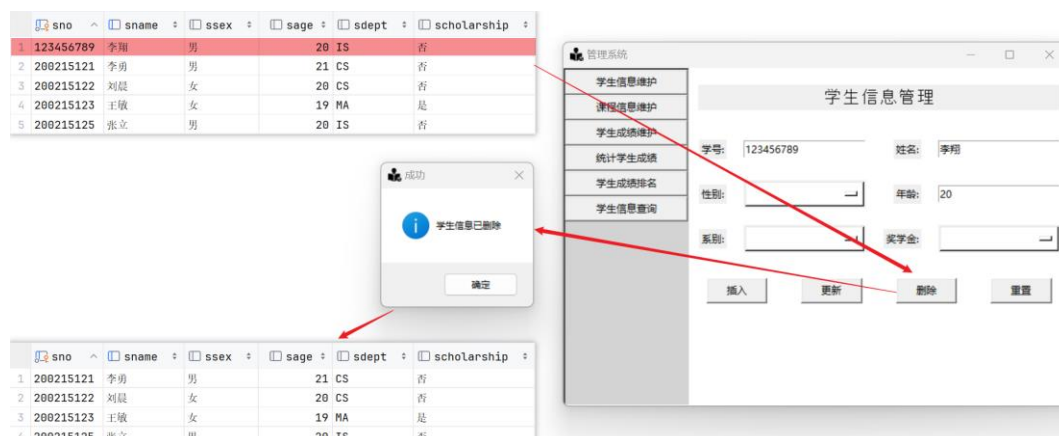 sno sname ssex sage sdept scholarship
1 123456789 李翔 男 20 IS 否
2 200215121 李勇 男 21 CS 否
3 200215122 刘晨 女 20 CS 否
4 200215123 王敏 女 19 MA 是
5 200215125 张立 男 20 IS 否
管理系统
学生信息维护
课程信息维护
学生成绩维护
统计学生成绩
学生成绩排名
学生信息查询
学生信息管理
学号: 123456789 姓名: 李翔
性别: 年龄: 20
系别: 奖学金:
插入 更新 删除 重置
成功
学生信息已删除
确定
sno sname ssex sage sdept scholarship
1 200215121 李勇 男 21 CS 否
2 200215122 刘晨 女 20 CS 否
3 200215123 王敏 女 19 MA 是
4 200215125 张立 男 20 IS 否